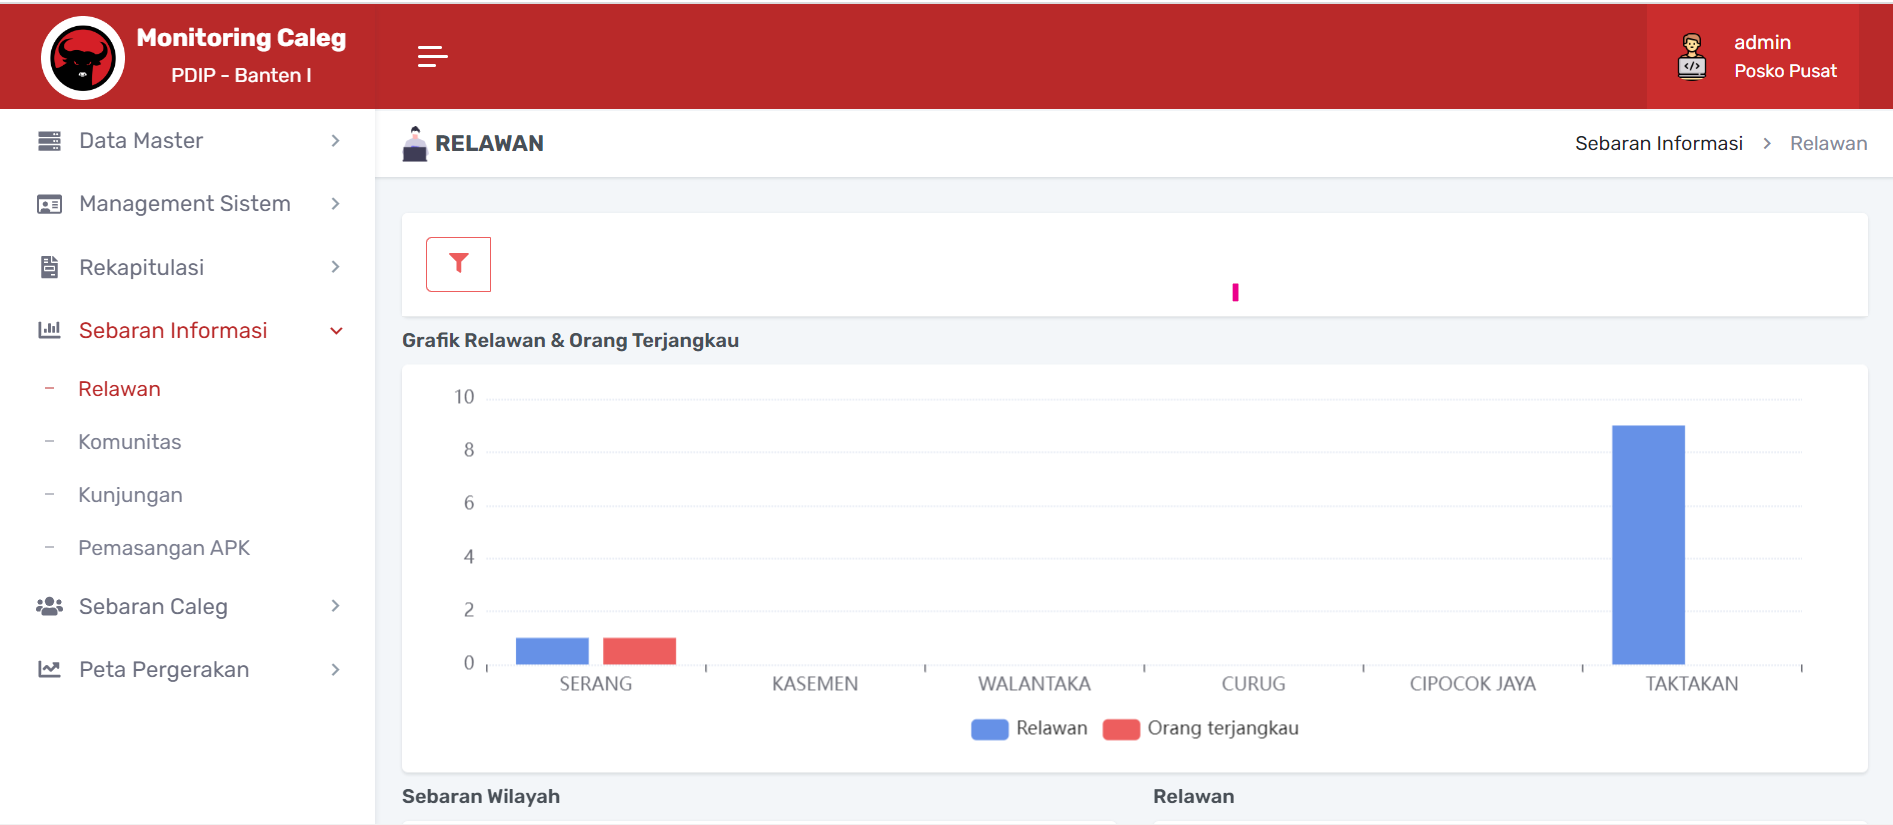 Monitoring Caleg
PDIP - Banten I
admin
Posko Pusat
Data Master
Management Sistem
Rekapitulasi
Sebaran Informasi
Relawan
Komunitas
Kunjungan
Pemasangan APK
Sebaran Caleg
Peta Pergerakan
RELAWAN
Sebaran Informasi > Relawan
Grafik Relawan & Orang Terjangkau
10
8
6
4
2
0
SERANG KASEMEN WALANTAKA CURUG CIPOCOK JAYA TAKTAKAN
Relawan Orang terjangkau
Sebaran Wilayah
Relawan